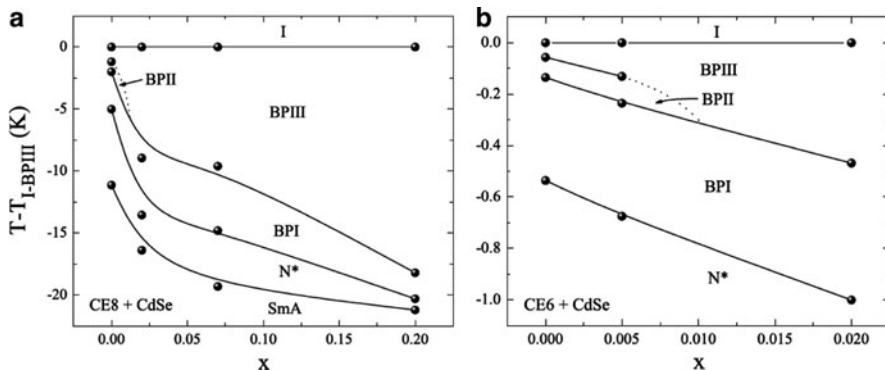 a
I
BPII
BPIII
BPI
N*
SmA
CE8 + CdSe
T-T_I-BPIII (K)
0
-5
-10
-15
-20
0.00
0.05
0.10
0.15
0.20
x
b
I
BPIII
BPII
BPI
N*
CE6 + CdSe
0.0
-0.2
-0.4
-0.6
-0.8
-1.0
0.000
0.005
0.010
0.015
0.020
x